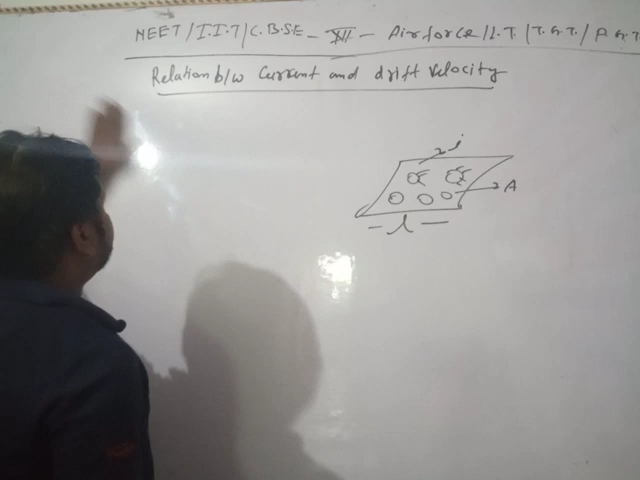 NEET/I.I.T/C.B.S.E - XII - Airforce/L.T./T.G.T./P.G.T
Relation b/w Current and drift velocity
i
A
- l -